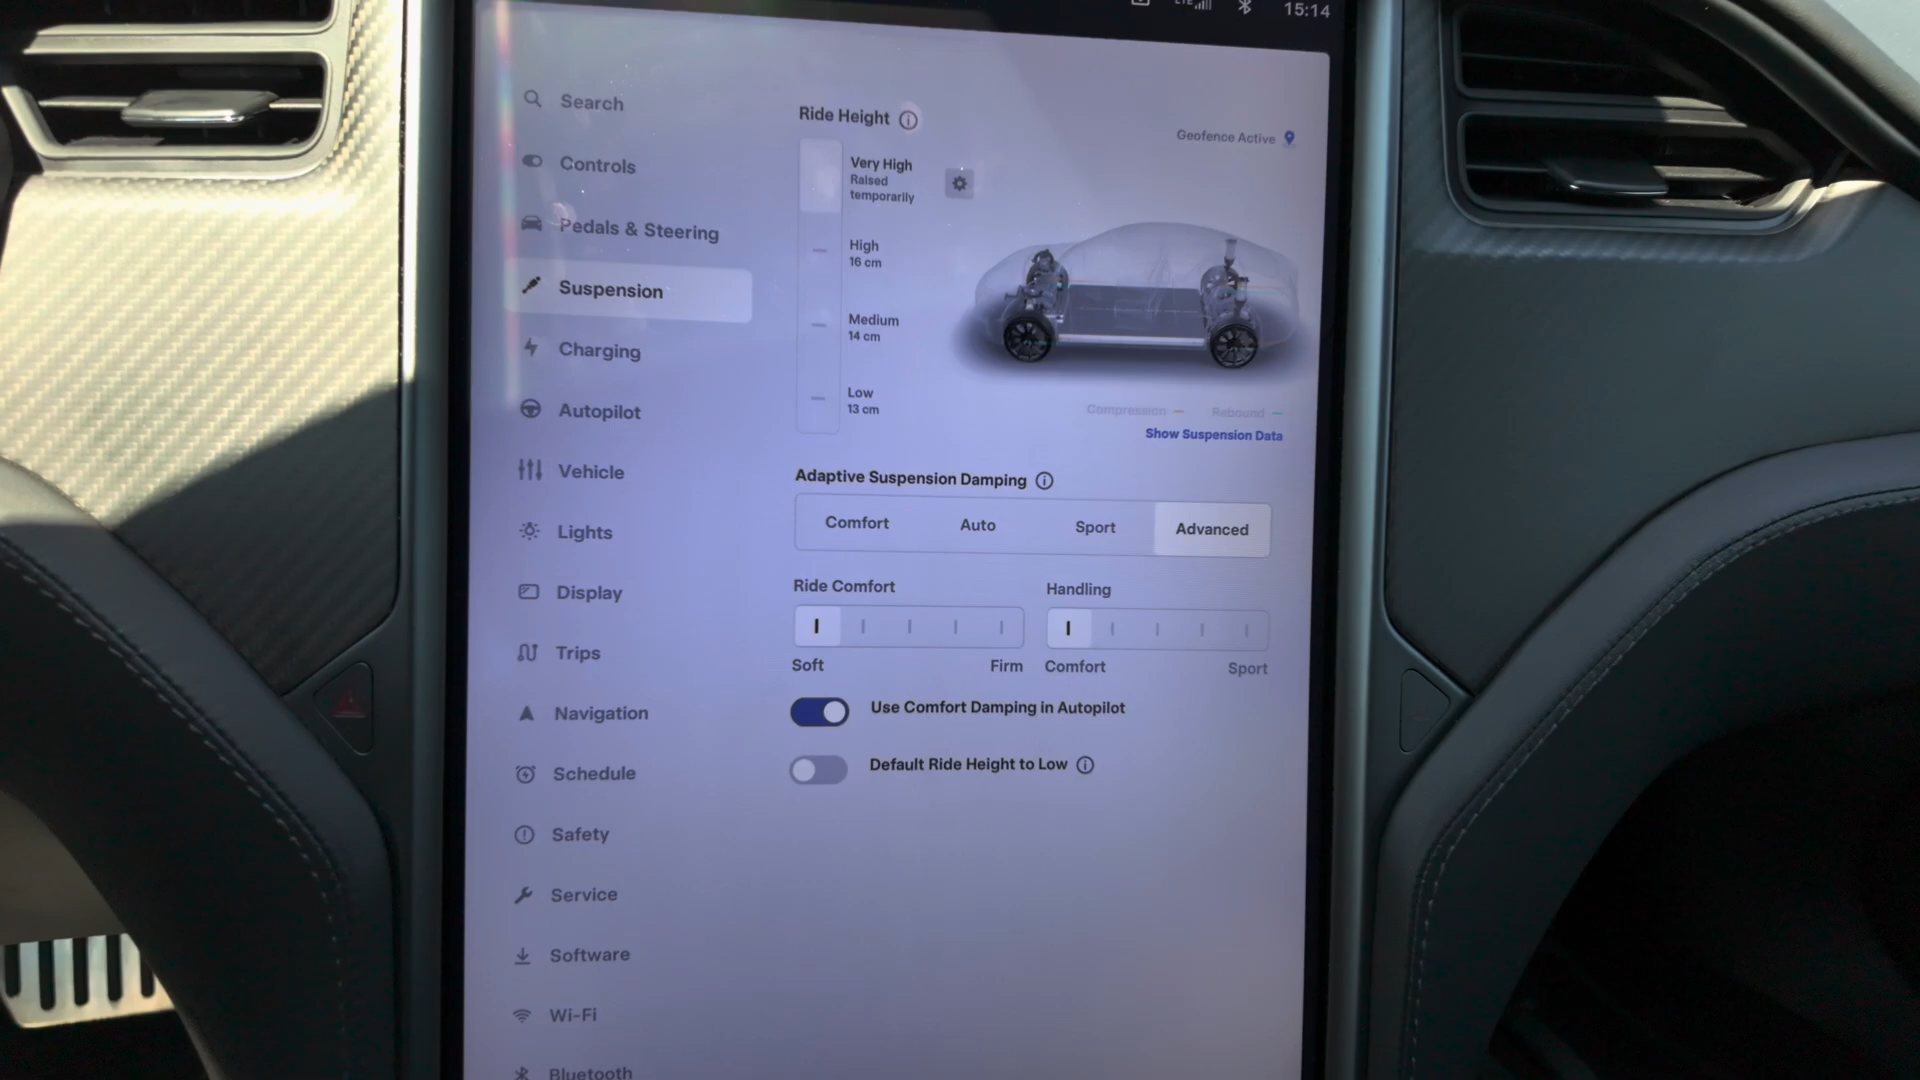 LTE
15:14
Search
Controls
Pedals & Steering
Suspension
Charging
Autopilot
Vehicle
Lights
Display
Trips
Navigation
Schedule
Safety
Service
Software
Wi-Fi
Bluetooth
Ride Height
Geofence Active
Very High
Raised
temporarily
High
16 cm
Medium
14 cm
Low
13 cm
Compression
Rebound
Show Suspension Data
Adaptive Suspension Damping
Comfort
Auto
Sport
Advanced
Ride Comfort
Handling
Soft
Firm
Comfort
Sport
Use Comfort Damping in Autopilot
Default Ride Height to Low